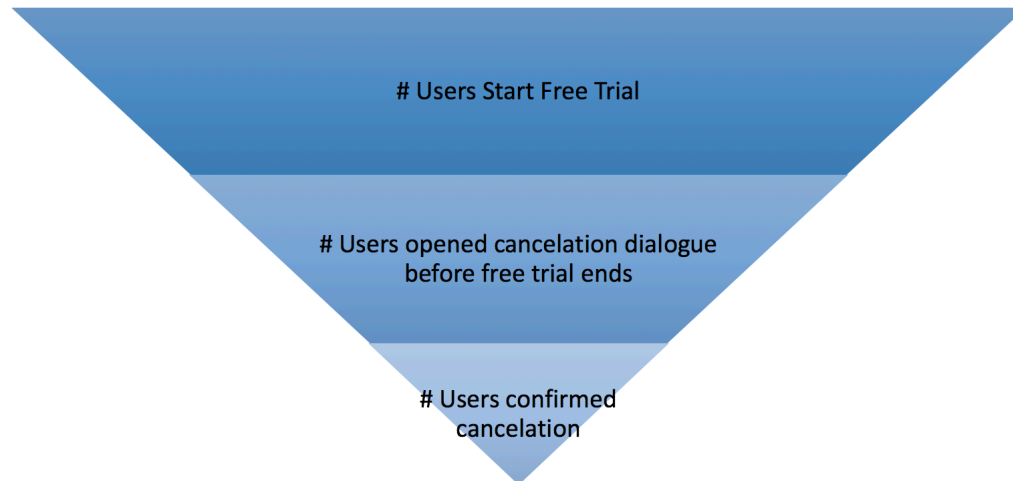 # Users Start Free Trial
# Users opened cancelation dialogue
before free trial ends
# Users confirmed
cancelation